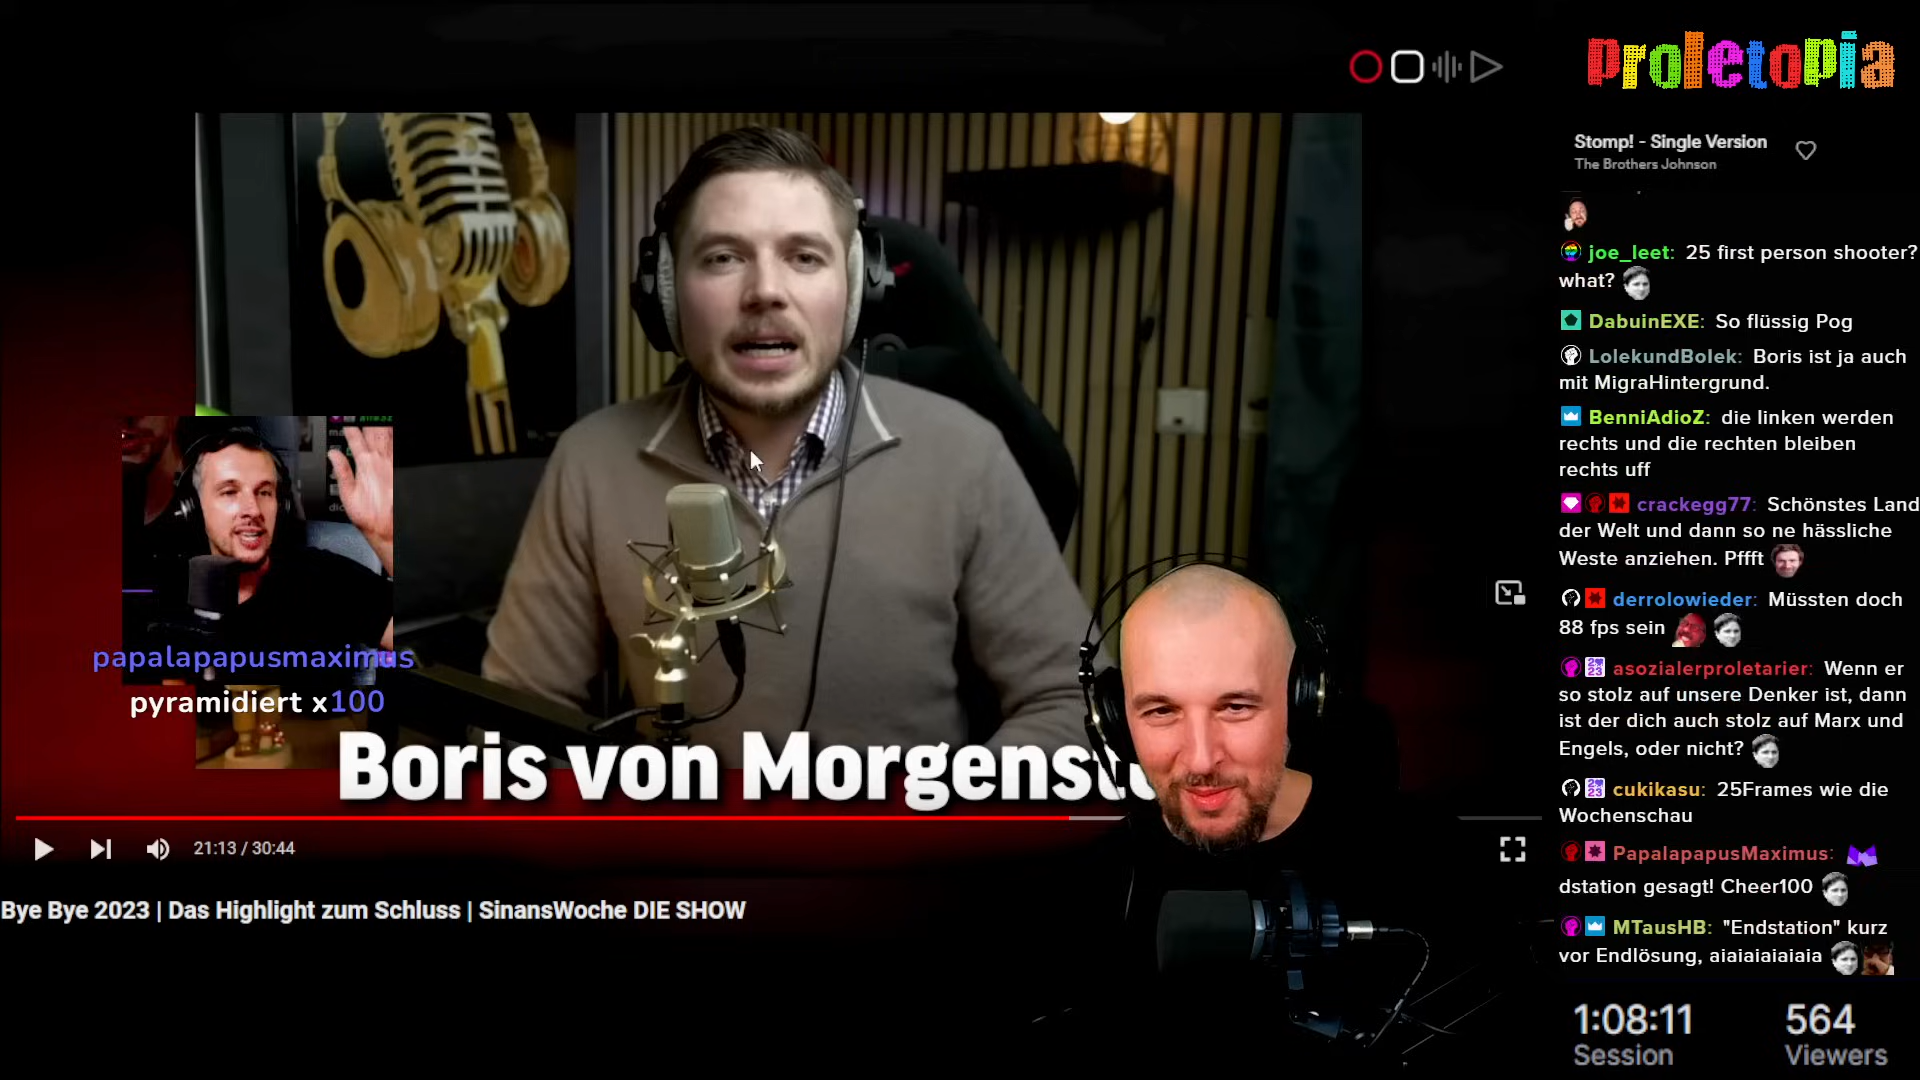 Proletopia
Stomp! - Single Version
The Brothers Johnson
joe_leet: 25 first person shooter?
what?
DabuinEXE: So flüssig Pog
LolekundBolek: Boris ist ja auch
mit MigraHintergrund.
BenniAdioZ: die linken werden
rechts und die rechten bleiben
rechts uff
crackegg77: Schönstes Land
der Welt und dann so ne hässliche
Weste anziehen. Pffft
derrolowieder: Müssten doch
88 fps sein
asozialerproletarier: Wenn er
so stolz auf unsere Denker ist, dann
ist der dich auch stolz auf Marx und
Engels, oder nicht?
cukikasu: 25Frames wie die
Wochenschau
PapalapapusMaximus:
dstation gesagt! Cheer100
MTausHB: "Endstation" kurz
vor Endlösung, aiaiaiaiaiaia
1:08:11
Session
564
Viewers
papalapapusmaximus
pyramidiert x100
Boris von Morgenst
21:13 / 30:44
Bye Bye 2023 | Das Highlight zum Schluss | SinansWoche DIE SHOW